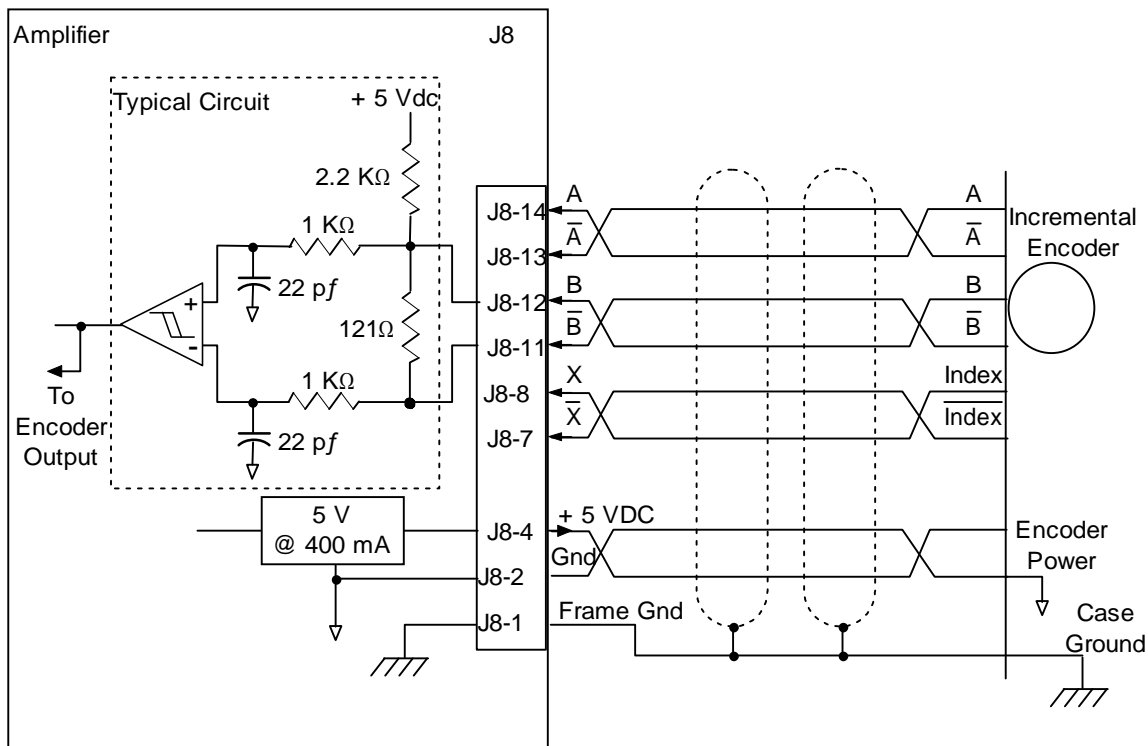 Amplifier
J8
Typical Circuit
+ 5 Vdc
2.2 KΩ
1 KΩ
22 pf
+
-
121Ω
1 KΩ
22 pf
To
Encoder
Output
5 V
@ 400 mA
J8-14
J8-13
J8-12
J8-11
J8-8
J8-7
J8-4
J8-2
J8-1
A
A̅
B
B̅
X
X̅
+ 5 VDC
Gnd
Frame Gnd
A
A̅
B
B̅
Index
I̅n̅d̅e̅x̅
Incremental
Encoder
Encoder
Power
Case
Ground